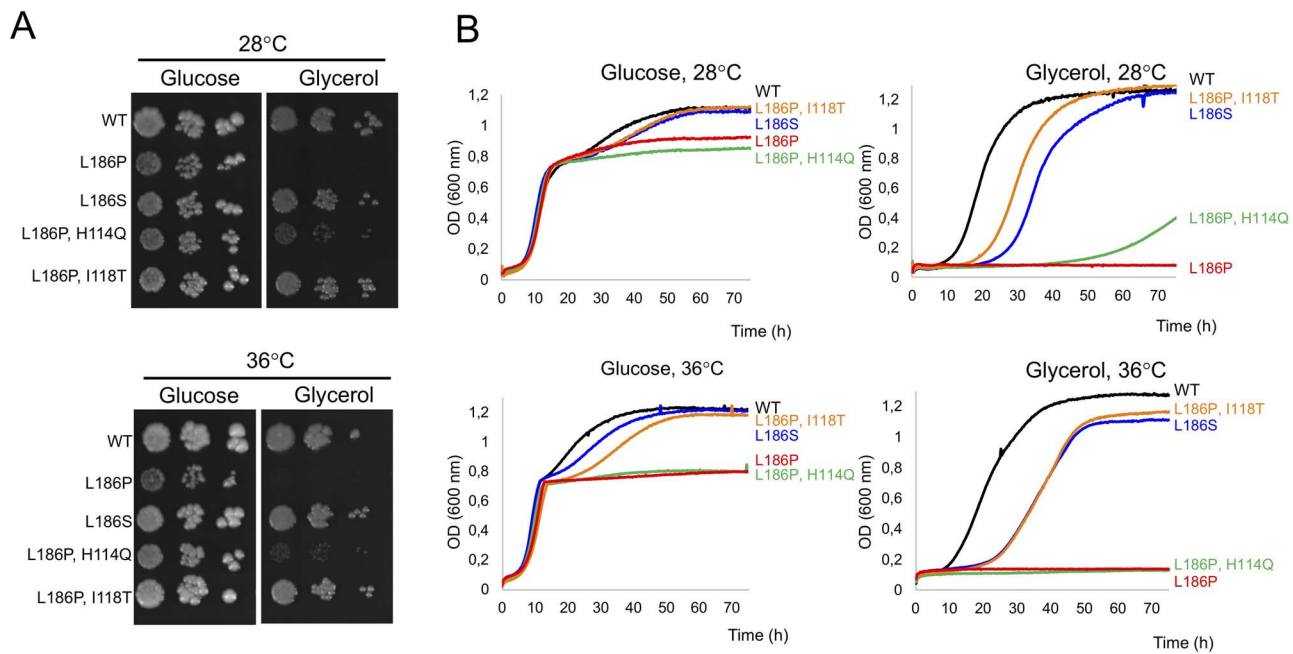 A
28°C
Glucose Glycerol
WT
L186P
L186S
L186P, H114Q
L186P, I118T
36°C
Glucose Glycerol
WT
L186P
L186S
L186P, H114Q
L186P, I118T
B
Glucose, 28°C
OD (600 nm)
1,2
1
0,8
0,6
0,4
0,2
0
0 10 20 30 40 50 60 70
Time (h)
WT
L186P, I118T
L186S
L186P
L186P, H114Q
Glycerol, 28°C
OD (600 nm)
1,2
1
0,8
0,6
0,4
0,2
0
0 10 20 30 40 50 60 70
Time (h)
WT
L186P, I118T
L186S
L186P, H114Q
L186P
Glucose, 36°C
OD (600 nm)
1,2
1
0,8
0,6
0,4
0,2
0
0 10 20 30 40 50 60 70
Time (h)
WT
L186P, I118T
L186S
L186P
L186P, H114Q
Glycerol, 36°C
OD (600 nm)
1,2
1
0,8
0,6
0,4
0,2
0
0 10 20 30 40 50 60 70
Time (h)
WT
L186P, I118T
L186S
L186P, H114Q
L186P